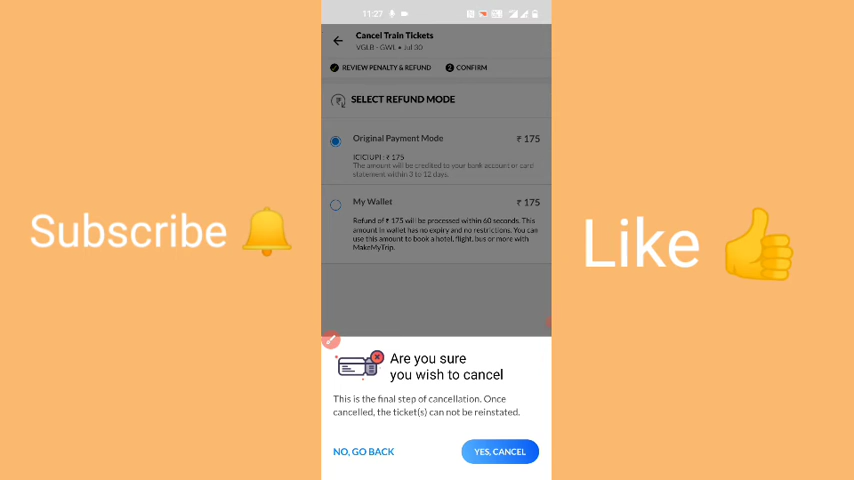 11:27
Cancel Train Tickets
VGLB - GWL • Jul 30
REVIEW PENALTY & REFUND 2 CONFIRM
SELECT REFUND MODE
Original Payment Mode ₹ 175
ICICIUPI : ₹ 175
The amount will be credited to your bank account or card
statement within 3 to 12 days.
My Wallet ₹ 175
Refund of ₹ 175 will be processed within 60 seconds. This
amount in wallet has no expiry and no restrictions. You can
use this amount to book a hotel, flight, bus or more with
MakeMyTrip.
Subscribe
Like
Are you sure
you wish to cancel
This is the final step of cancellation. Once
cancelled, the ticket(s) can not be reinstated.
NO, GO BACK YES, CANCEL